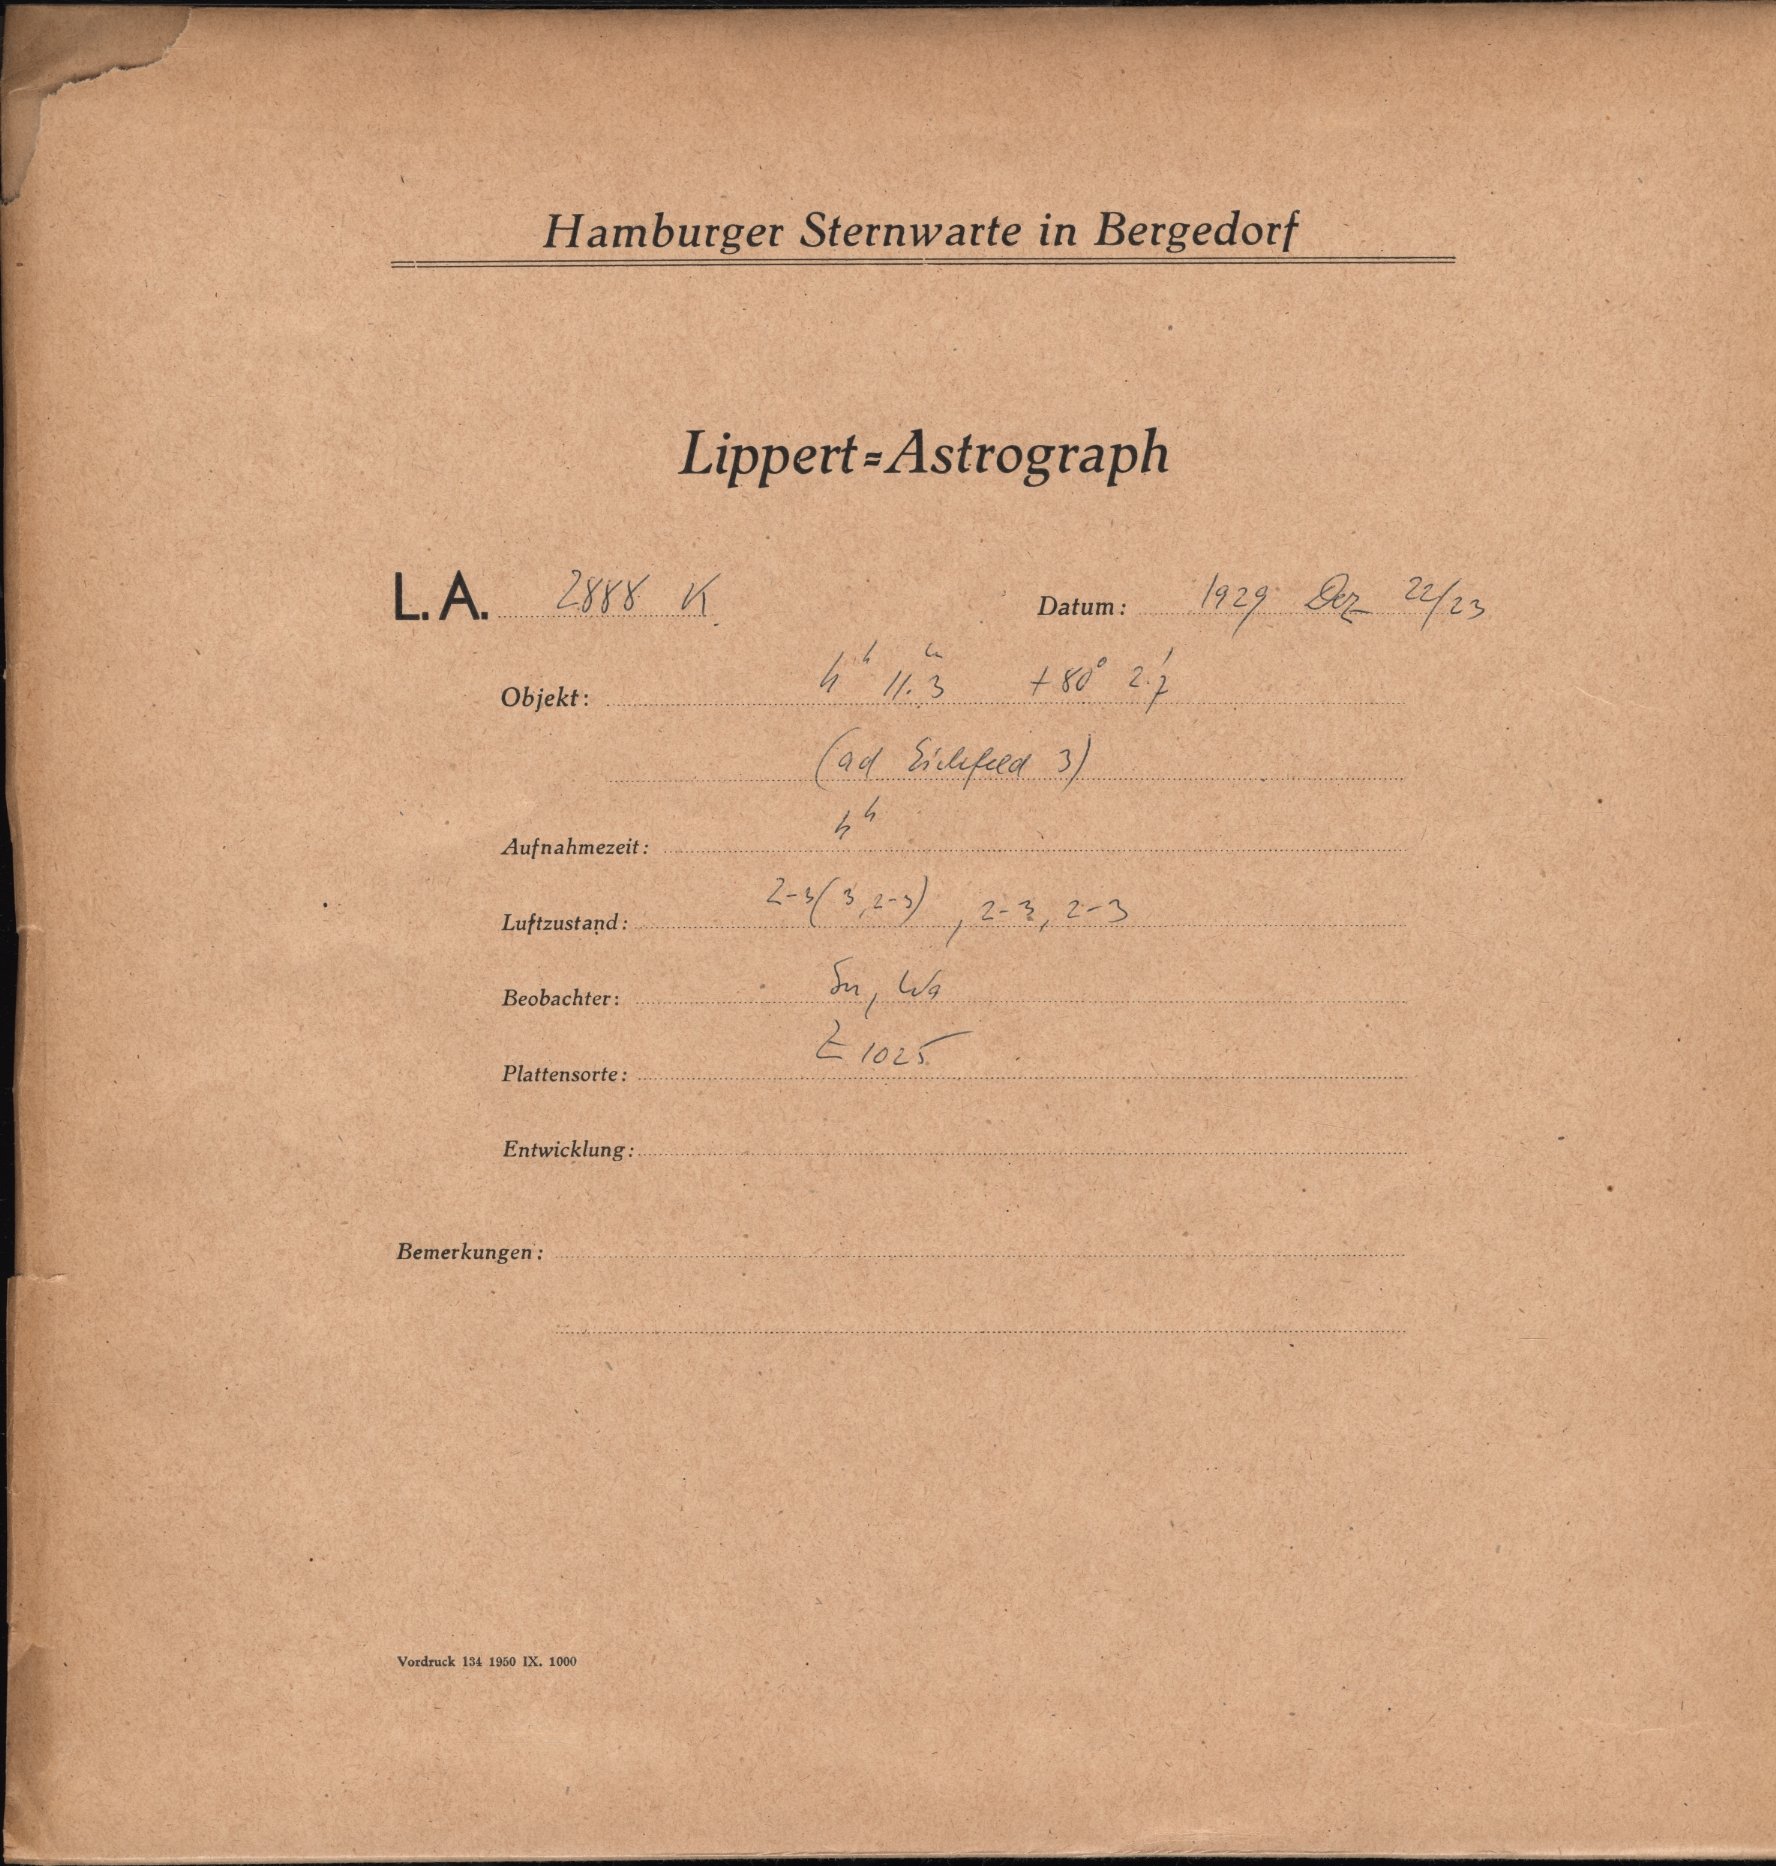 Hamburger Sternwarte in Bergedorf
Lippert=Astrograph
L. A. 2888 K Datum: 1929 Dez 22/23
Objekt: 4ʰ 11.3ᵐ +80° 2.'7
(ad Eichfeld 3)
Aufnahmezeit: 4ʰ
Luftzustand: 2-3(3,2-3), 2-3, 2-3
Beobachter: Sn, Wa
Plattensorte: Z 1025
Entwicklung:
Bemerkungen:
Vordruck 134 1950 IX. 1000